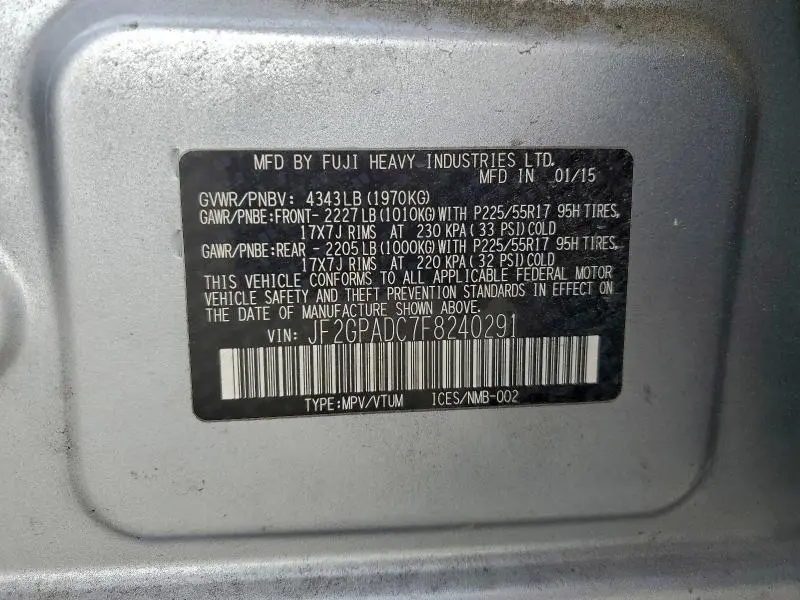 MFD BY FUJI HEAVY INDUSTRIES LTD.
MFD IN 01/15
GVWR/PNBV: 4343LB(1970KG)
GAWR/PNBE:FRONT- 2227LB(1010KG)WITH P225/55R17 95H TIRES,
17X7J RIMS AT 230 KPA( 33 PSI)COLD
GAWR/PNBE:REAR - 2205LB(1000KG)WITH P225/55R17 95H TIRES,
17X7J RIMS AT 220 KPA( 32 PSI)COLD
THIS VEHICLE CONFORMS TO ALL APPLICABLE FEDERAL MOTOR
VEHICLE SAFETY AND THEFT PREVENTION STANDARDS IN EFFECT ON
THE DATE OF MANUFACTURE SHOWN ABOVE.
VIN: JF2GPADC7F8240291
TYPE:MPV/VTUM ICES/NMB-002